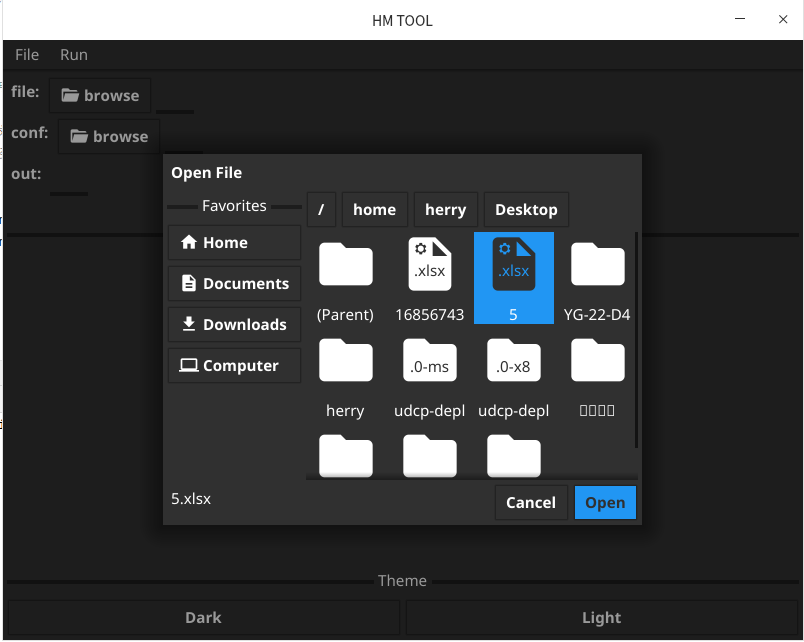 HM TOOL
File Run
file: browse
conf: browse
out:
Open File
Favorites
Home
Documents
Downloads
Computer
/ home herry Desktop
.xlsx .xlsx
(Parent) 16856743 5 YG-22-D4
.0-ms .0-x8
herry udcp-depl udcp-depl
5.xlsx
Cancel Open
Theme
Dark Light